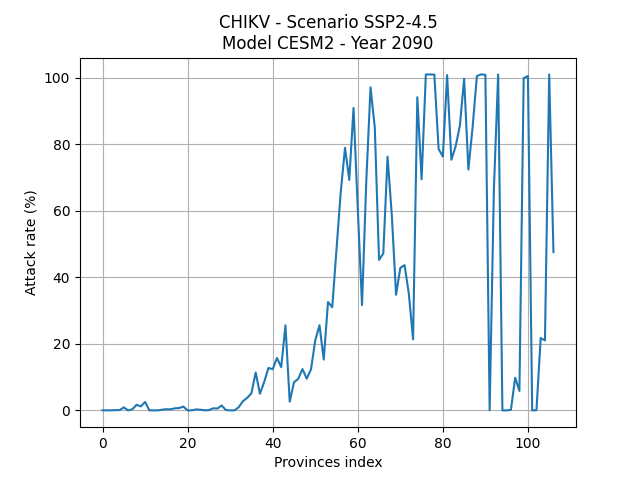 CHIKV - Scenario SSP2-4.5
Model CESM2 - Year 2090
100
80
60
40
20
0
Attack rate (%)
0 20 40 60 80 100
Provinces index